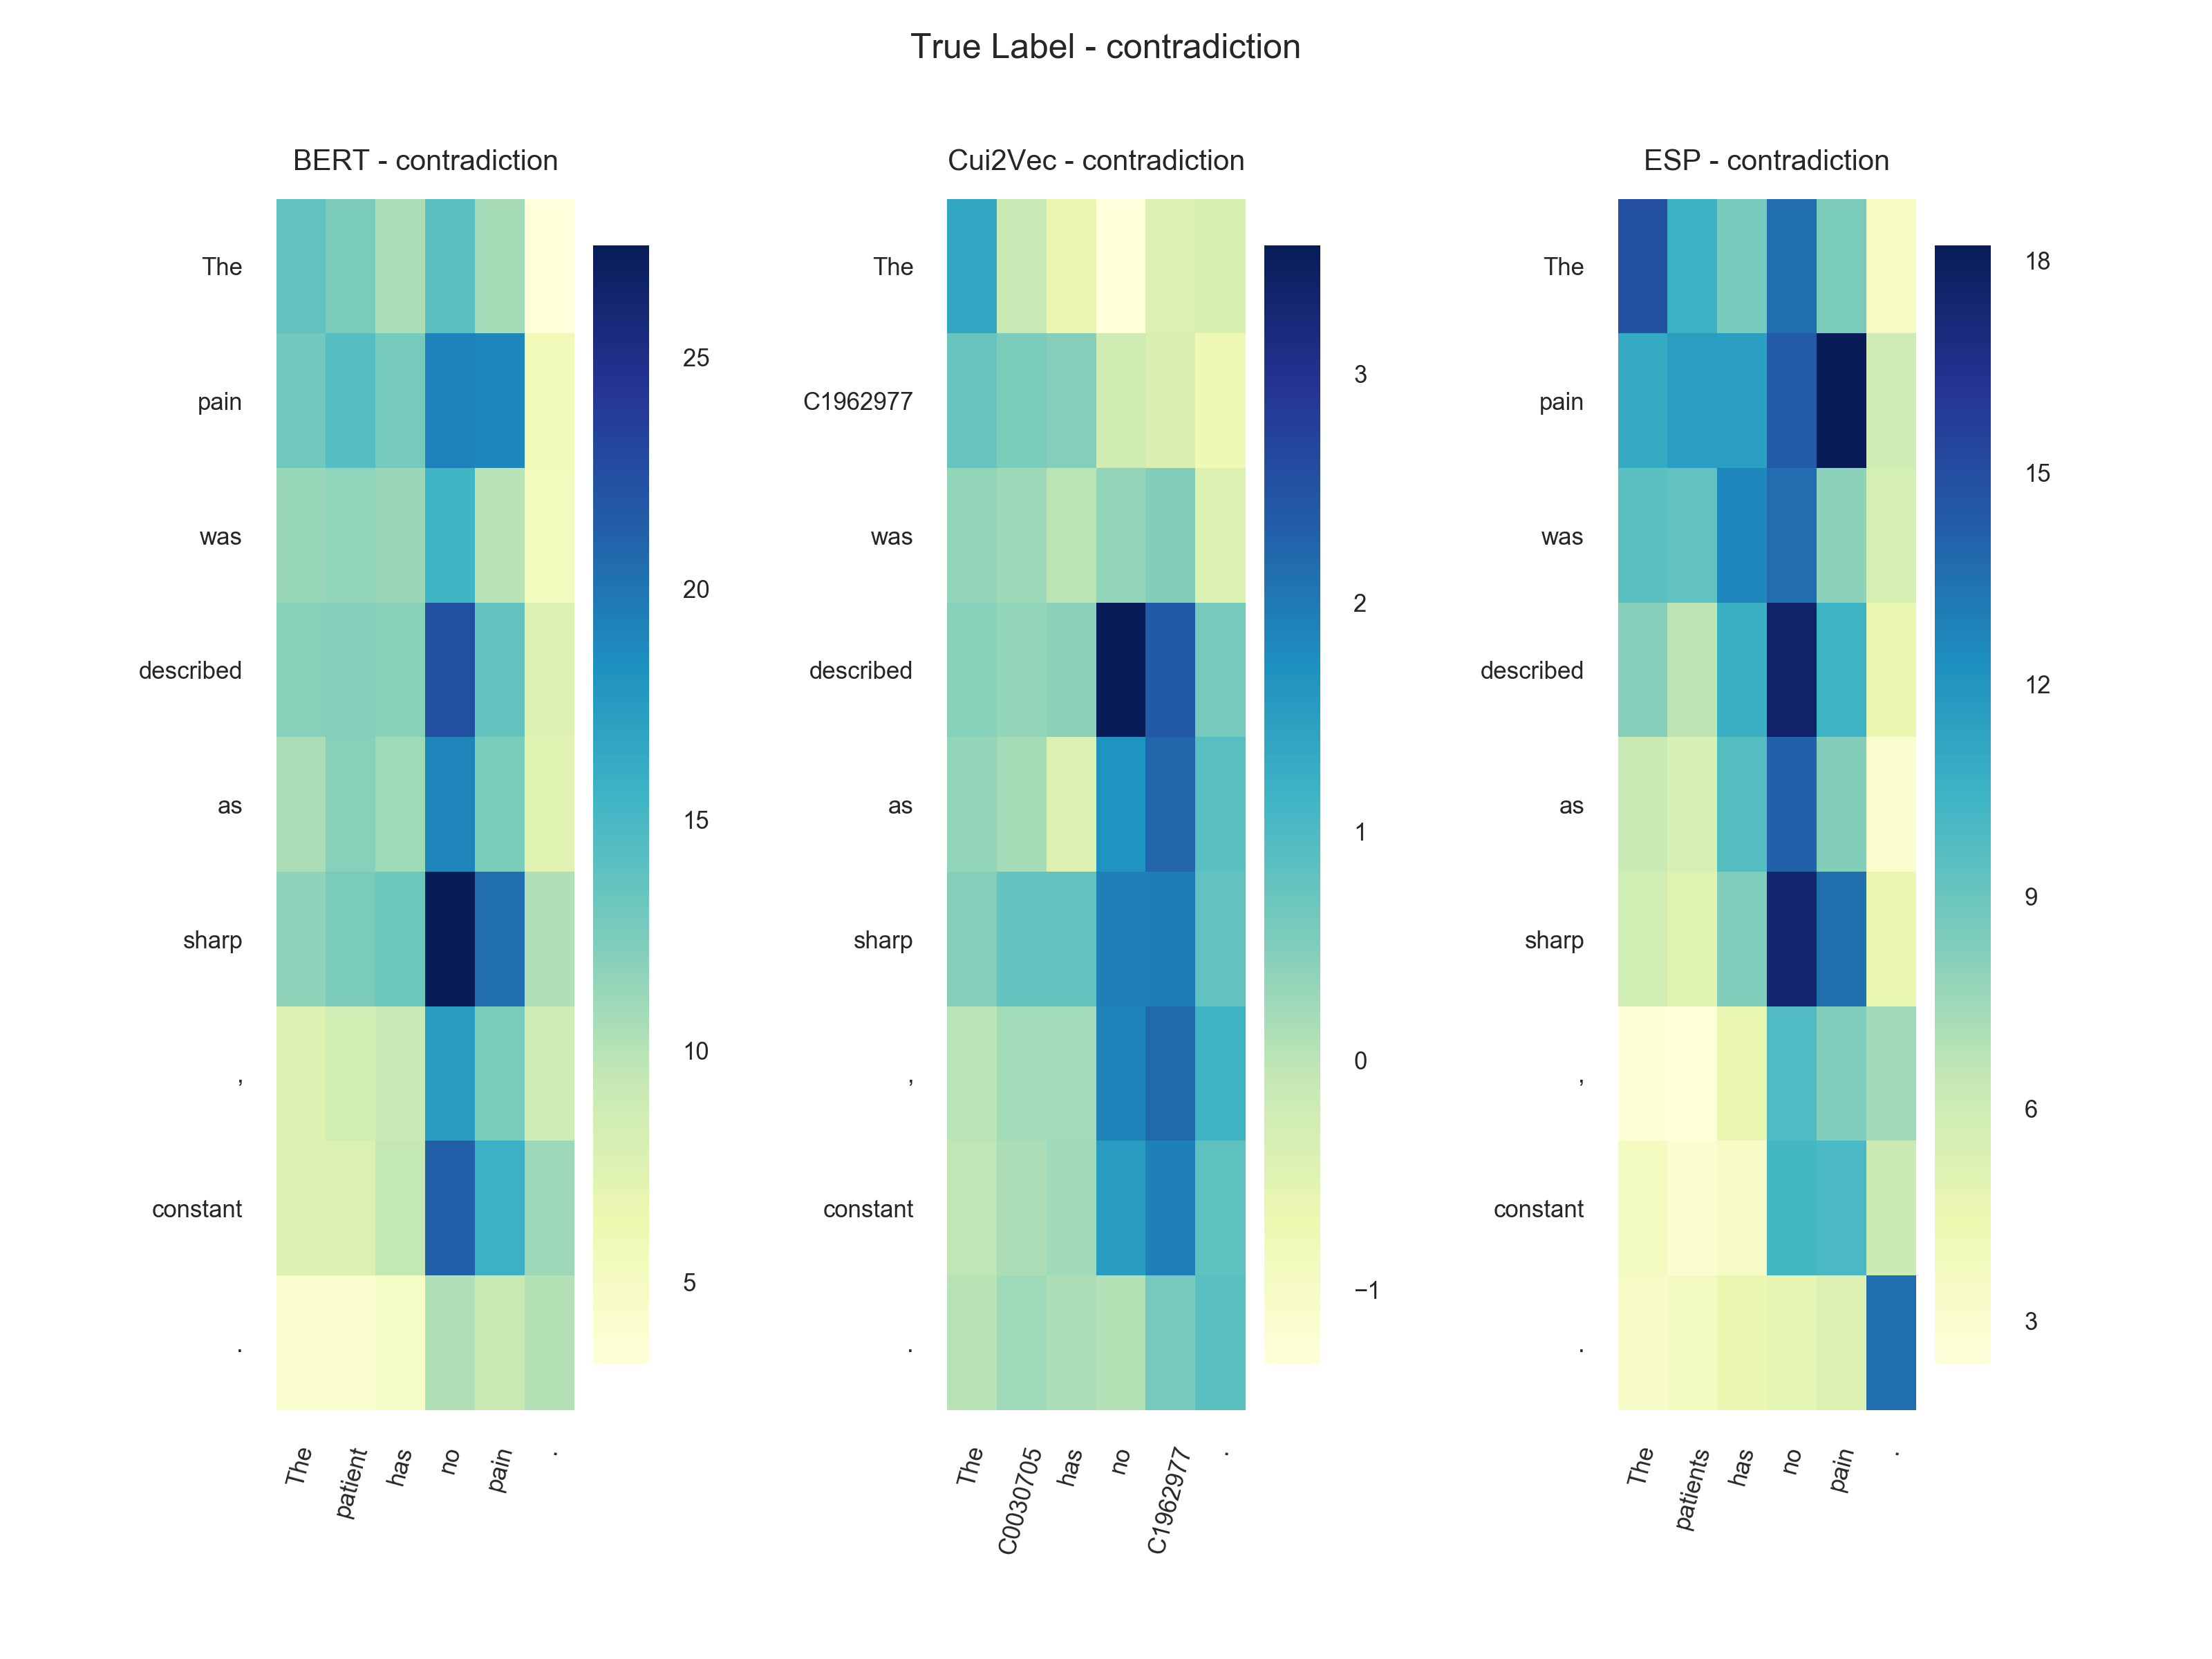 True Label - contradiction
BERT - contradiction
The
pain
was
described
as
sharp
,
constant
.
The
patient
has
no
pain
.
25
20
15
10
5
Cui2Vec - contradiction
The
C1962977
was
described
as
sharp
,
constant
.
The
C0030705
has
no
C1962977
.
3
2
1
0
−1
ESP - contradiction
The
pain
was
described
as
sharp
,
constant
.
The
patients
has
no
pain
.
18
15
12
9
6
3